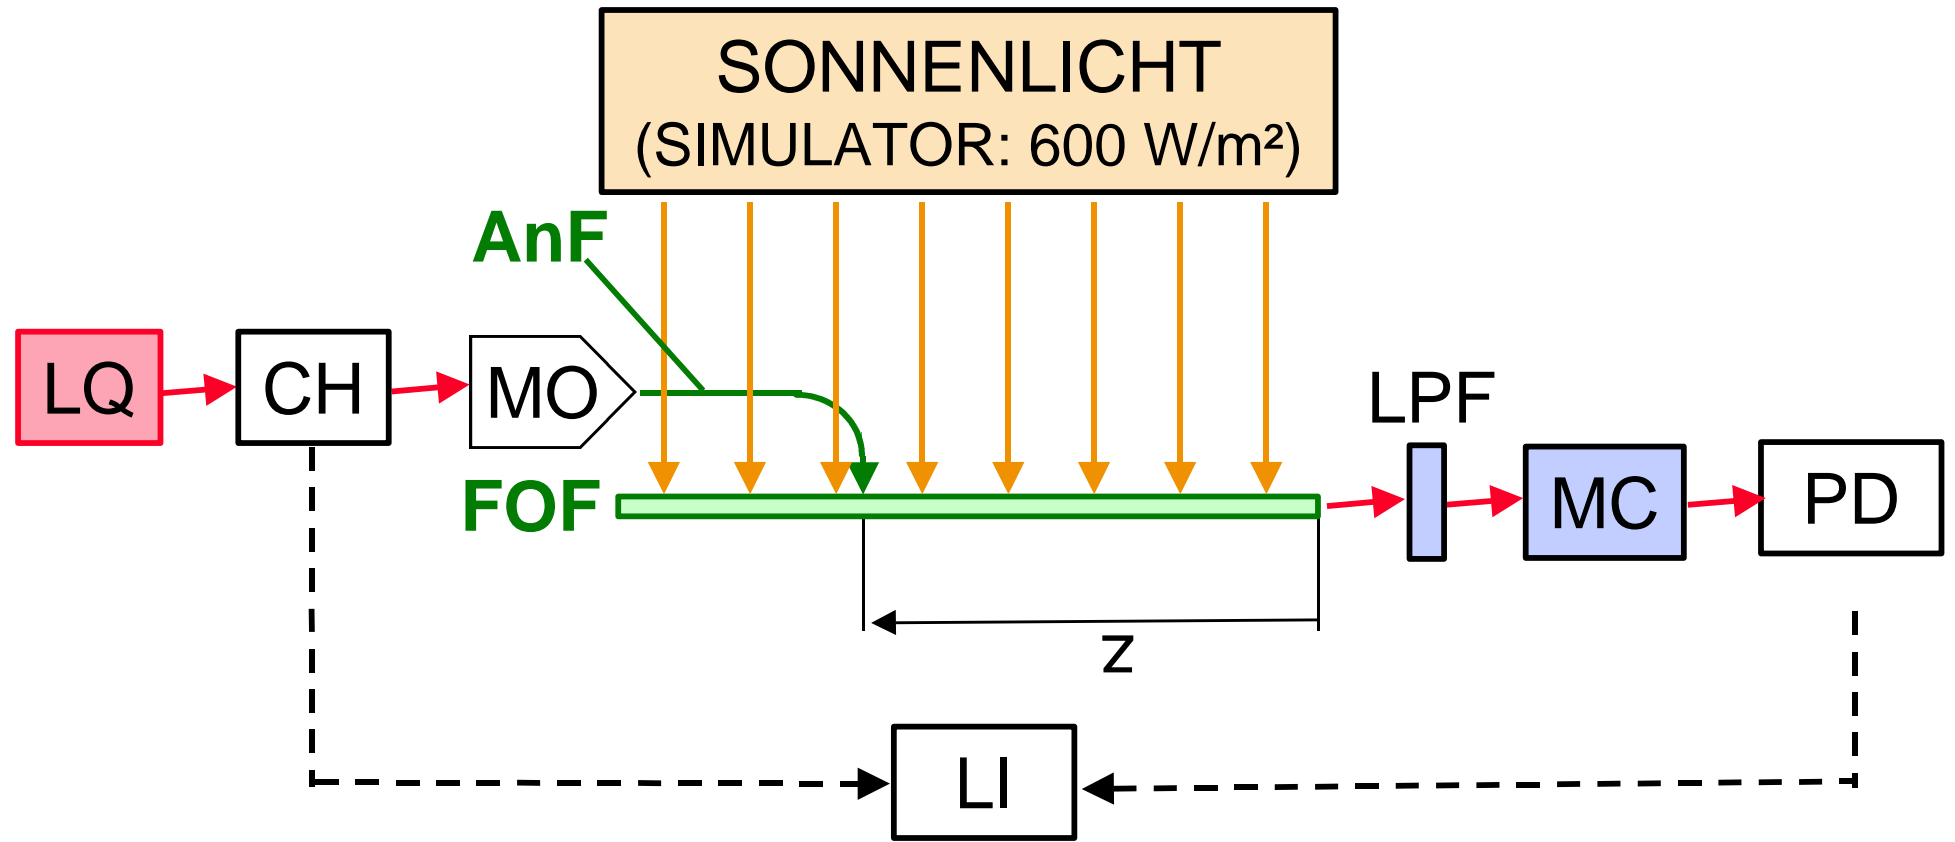 SONNENLICHT
(SIMULATOR: 600 W/m²)
AnF
LQ
CH
MO
LPF
FOF
MC
PD
z
LI